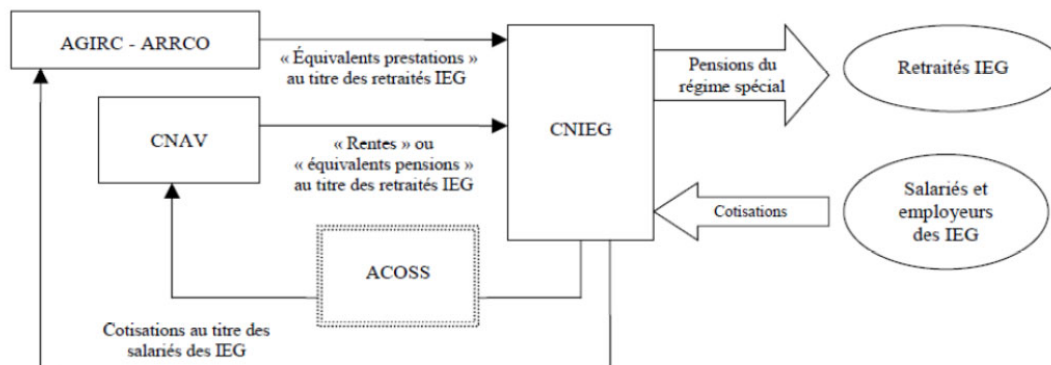 AGIRC - ARRCO
« Équivalents prestations »
au titre des retraités IEG
CNAV
« Rentes » ou
« équivalents pensions »
au titre des retraités IEG
CNIEG
Pensions du
régime spécial
Retraités IEG
Cotisations
Salariés et
employeurs
des IEG
ACOSS
Cotisations au titre des
salariés des IEG